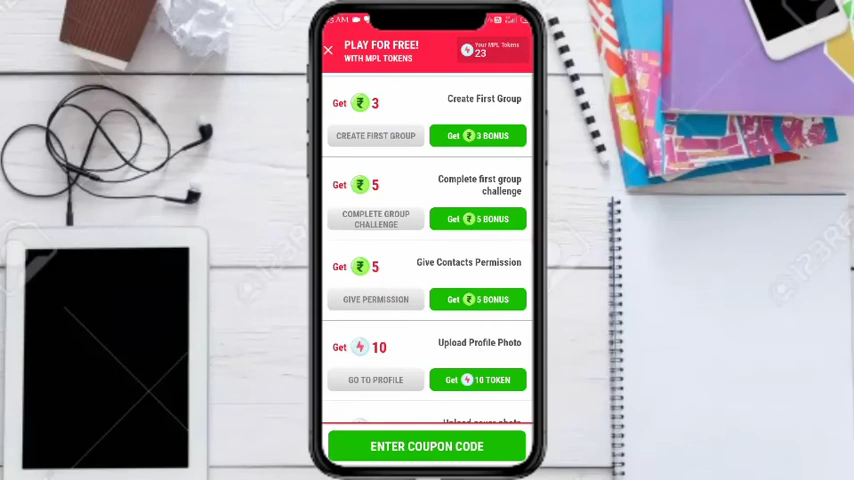 PLAY FOR FREE!
WITH MPL TOKENS
Your MPL Tokens
23
Get ₹ 3
Create First Group
CREATE FIRST GROUP
Get ₹ 3 BONUS
Get ₹ 5
Complete first group
challenge
COMPLETE GROUP
CHALLENGE
Get ₹ 5 BONUS
Get ₹ 5
Give Contacts Permission
GIVE PERMISSION
Get ₹ 5 BONUS
Get 10
Upload Profile Photo
GO TO PROFILE
Get 10 TOKEN
ENTER COUPON CODE